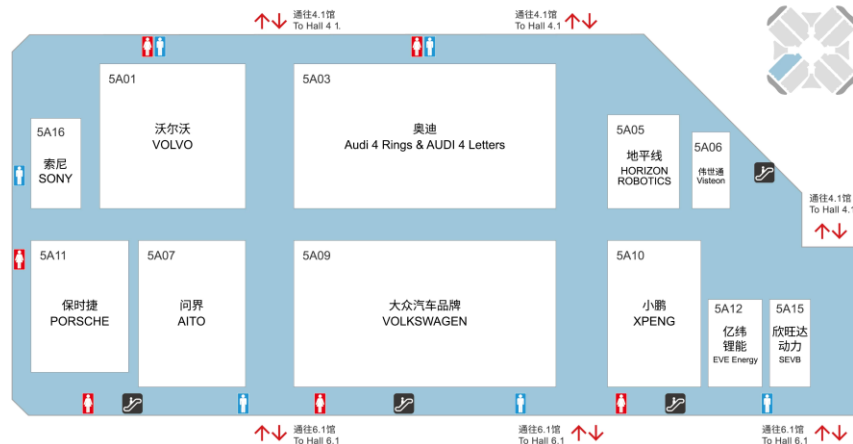 通往4.1馆
To Hall 4 1.
通往4.1馆
To Hall 4.1
5A01
沃尔沃
VOLVO
5A03
奥迪
Audi 4 Rings & AUDI 4 Letters
5A16
索尼
SONY
5A05
地平线
HORIZON
ROBOTICS
5A06
伟世通
Visteon
通往4.1馆
To Hall 4.1
5A11
保时捷
PORSCHE
5A07
问界
AITO
5A09
大众汽车品牌
VOLKSWAGEN
5A10
小鹏
XPENG
5A12
亿纬
锂能
EVE Energy
5A15
欣旺达
动力
SEVB
通往6.1馆
To Hall 6.1
通往6.1馆
To Hall 6.1
通往6.1馆
To Hall 6.1